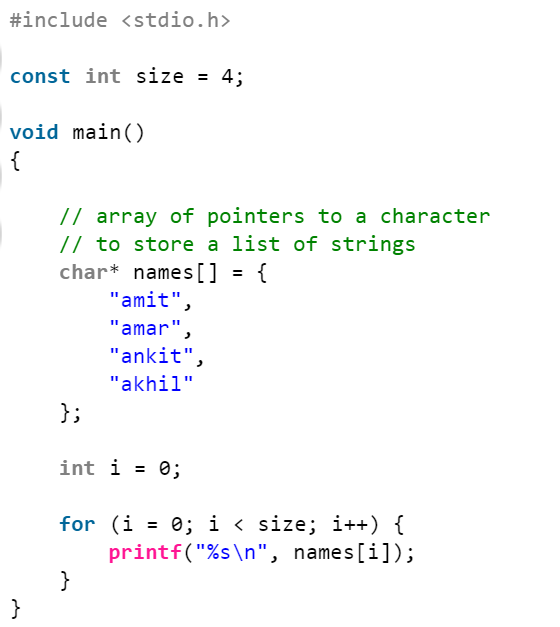 #include <stdio.h>
const int size = 4;
void main()
{
// array of pointers to a character
// to store a list of strings
char* names[] = {
"amit",
"amar",
"ankit",
"akhil"
};
int i = 0;
for (i = 0; i < size; i++) {
printf("%s\n", names[i]);
}
}